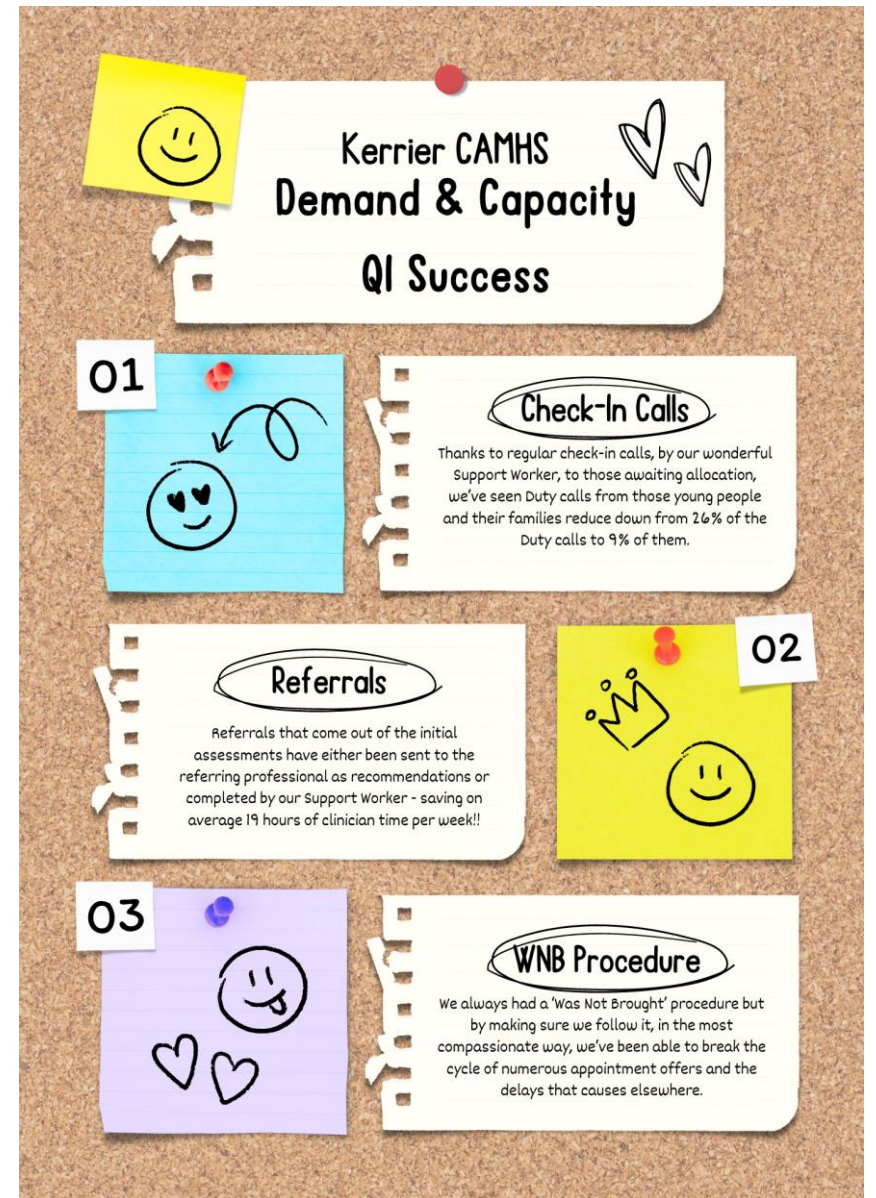 Kerrier CAMHS
Demand & Capacity
QI Success
01
Check-In Calls
Thanks to regular check-in calls, by our wonderful
Support Worker, to those awaiting allocation,
we've seen Duty calls from those young people
and their families reduce down from 26% of the
Duty calls to 9% of them.
02
Referrals
Referrals that come out of the initial
assessments have either been sent to the
referring professional as recommendations or
completed by our Support Worker - saving on
average 19 hours of clinician time per week!!
03
WNB Procedure
We always had a 'Was Not Brought' procedure but
by making sure we follow it, in the most
compassionate way, we've been able to break the
cycle of numerous appointment offers and the
delays that causes elsewhere.